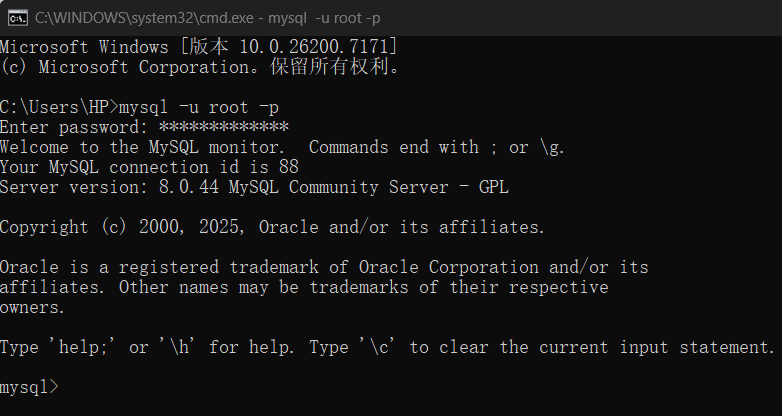 C:\WINDOWS\system32\cmd.exe - mysql  -u root -p
Microsoft Windows [版本 10.0.26200.7171]
(c) Microsoft Corporation。保留所有权利。
C:\Users\HP>mysql -u root -p
Enter password: *************
Welcome to the MySQL monitor.  Commands end with ; or \g.
Your MySQL connection id is 88
Server version: 8.0.44 MySQL Community Server - GPL
Copyright (c) 2000, 2025, Oracle and/or its affiliates.
Oracle is a registered trademark of Oracle Corporation and/or its
affiliates. Other names may be trademarks of their respective
owners.
Type 'help;' or '\h' for help. Type '\c' to clear the current input statement.
mysql>